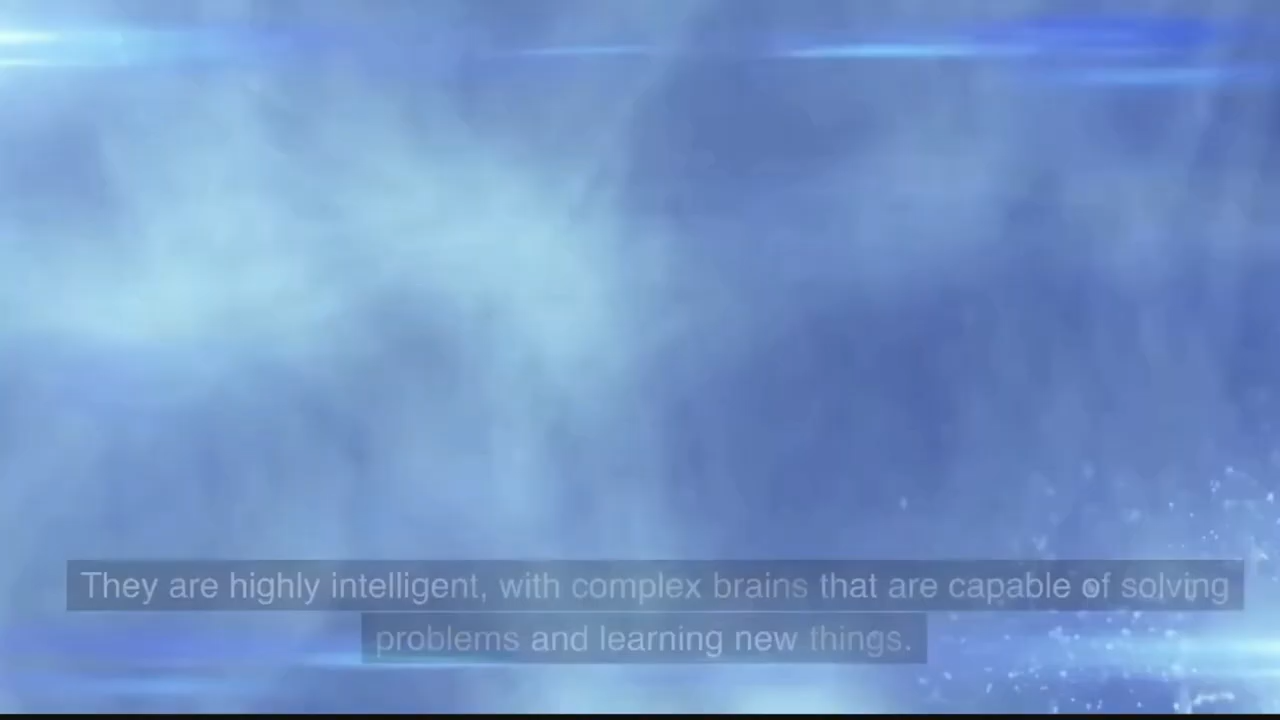 They are highly intelligent, with complex brains that are capable of solving
problems and learning new things.